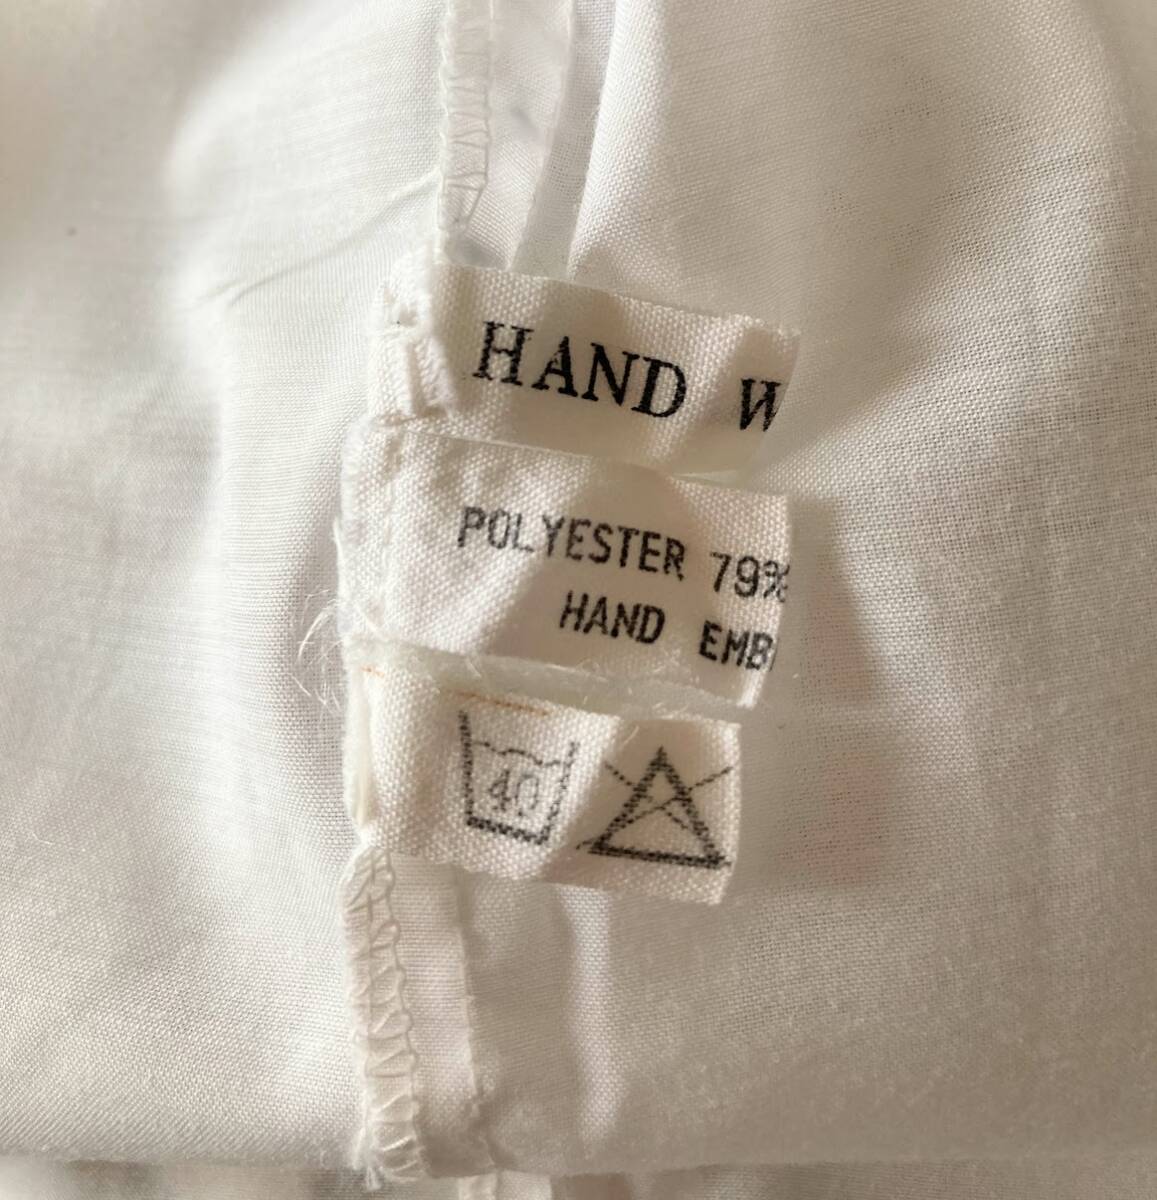 HAND W
POLYESTER 79%
HAND EMB
40